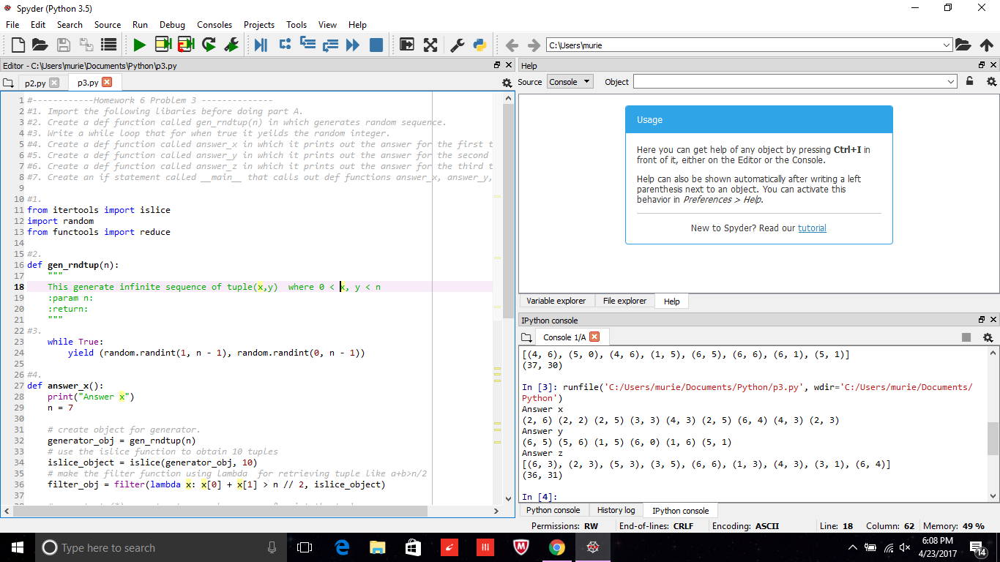 Spyder (Python 3.5)
File Edit Search Source Run Debug Consoles Projects Tools View Help
C:\Users\murie
Editor - C:\Users\murie\Documents\Python\p3.py
p2.py
p3.py
1 #------------Homework 6 Problem 3 --------------
2 #1. Import the following libaries before doing part A.
3 #2. Create a def function called gen_rndtup(n) in which generates random sequence.
4 #3. Write a while loop that for when true it yeilds the random integer.
5 #4. Create a def function called answer_x in which it prints out the answer for the first t
6 #5. Create a def function called answer_y in which it prints out the answer for the second
7 #6. Create a def function called answer_z in which it prints out the answer for the third t
8 #7. Create an if statement called __main__ that calls out def functions answer_x, answer_y,
9
10 #1.
11 from itertools import islice
12 import random
13 from functools import reduce
14
15 #2.
16 def gen_rndtup(n):
17 """
18 This generate infinite sequence of tuple(x,y)  where 0 < x, y < n
19 :param n:
20 :return:
21 """
22 #3.
23 while True:
24 yield (random.randint(1, n - 1), random.randint(0, n - 1))
25
26 #4.
27 def answer_x():
28 print("Answer x")
29 n = 7
30
31 # create object for generator.
32 generator_obj = gen_rndtup(n)
33 # use the islice function to obtain 10 tuples
34 islice_object = islice(generator_obj, 10)
35 # make the filter function using lambda  for retrieving tuple like a+b>n/2
36 filter_obj = filter(lambda x: x[0] + x[1] > n // 2, islice_object)
37
Help
Source Console Object
Usage
Here you can get help of any object by pressing Ctrl+I in
front of it, either on the Editor or the Console.
Help can also be shown automatically after writing a left
parenthesis next to an object. You can activate this
behavior in Preferences > Help.
New to Spyder? Read our tutorial
Variable explorer File explorer Help
IPython console
Console 1/A
[(4, 6), (5, 0), (4, 6), (1, 5), (6, 5), (6, 6), (6, 1), (5, 1)]
(37, 30)
In [3]: runfile('C:/Users/murie/Documents/Python/p3.py', wdir='C:/Users/murie/Documents/
Python')
Answer x
(2, 6) (2, 2) (2, 5) (3, 3) (4, 3) (2, 5) (6, 4) (4, 3) (2, 3)
Answer y
(6, 5) (5, 6) (1, 5) (6, 0) (1, 6) (5, 1)
Answer z
[(6, 3), (2, 3), (5, 3), (3, 5), (6, 6), (1, 3), (4, 3), (3, 1), (6, 4)]
(36, 31)
In [4]:
Python console History log IPython console
Permissions: RW End-of-lines: CRLF Encoding: ASCII Line: 18 Column: 62 Memory: 49 %
Type here to search
6:08 PM
4/23/2017
14